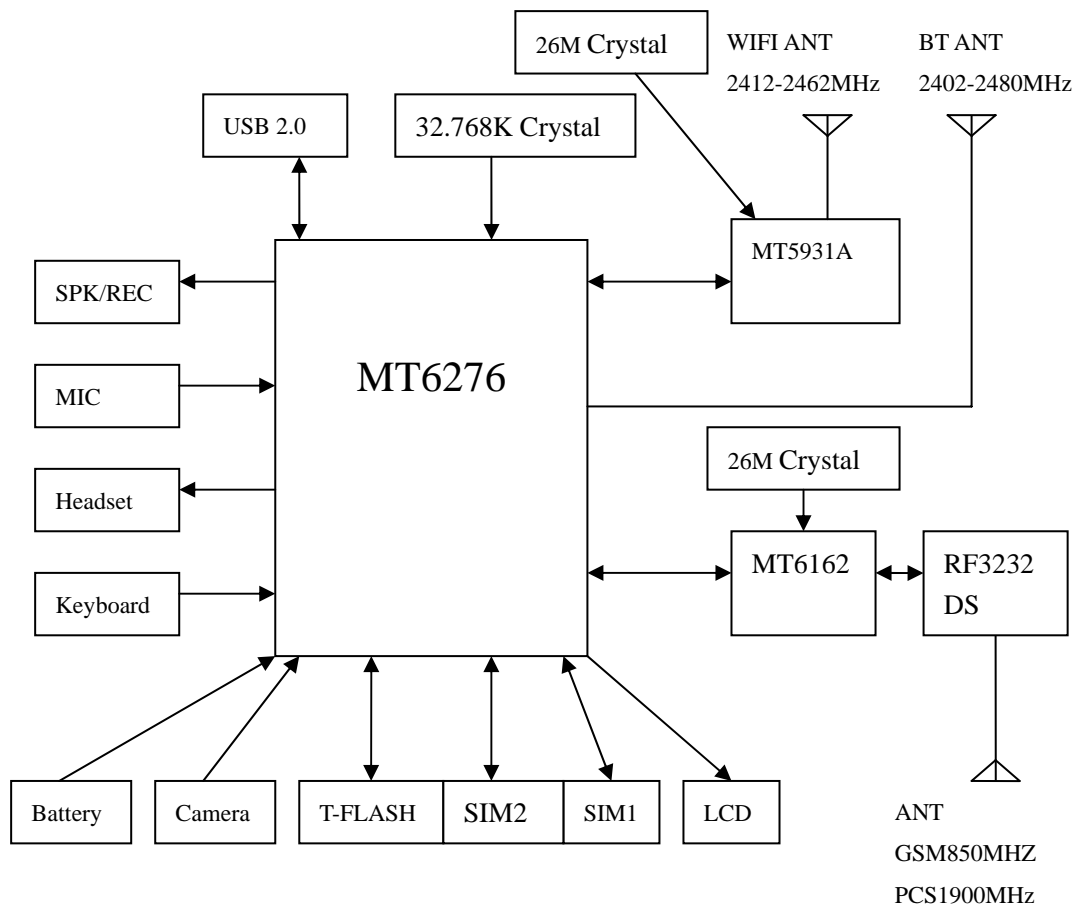 26M Crystal
WIFI ANT
2412-2462MHz
BT ANT
2402-2480MHz
USB 2.0
32.768K Crystal
MT5931A
SPK/REC
MT6276
MIC
26M Crystal
Headset
MT6162
RF3232
DS
Keyboard
Battery
Camera
T-FLASH
SIM2
SIM1
LCD
ANT
GSM850MHZ
PCS1900MHz